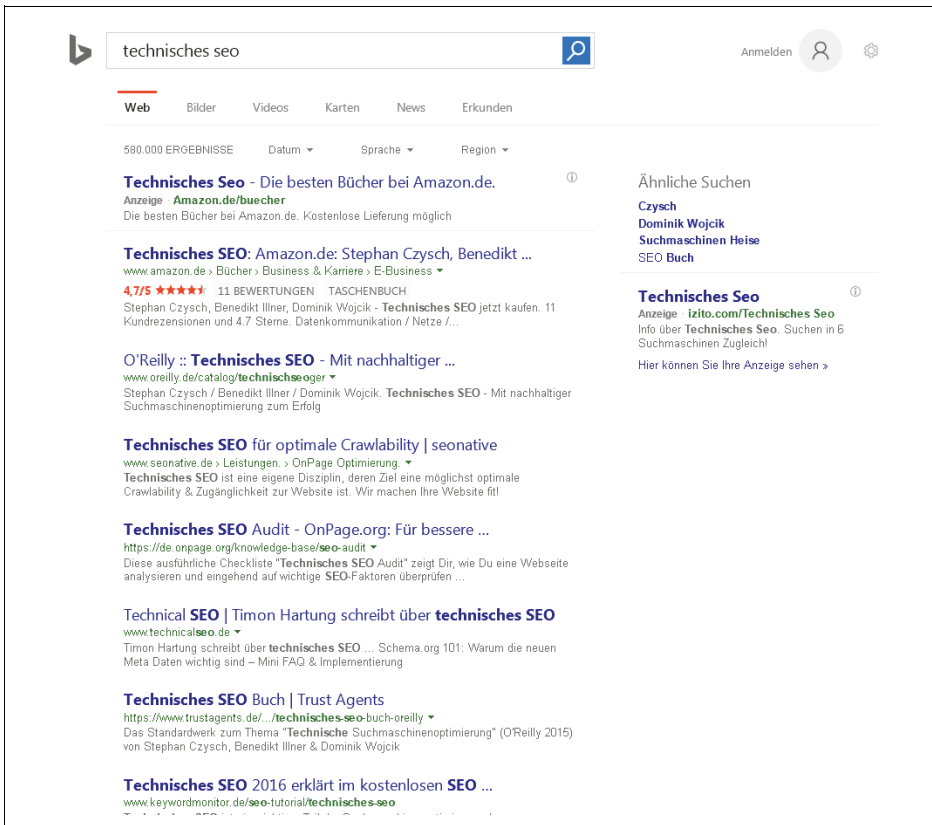 technisches seo
Anmelden
Web Bilder Videos Karten News Erkunden
580.000 ERGEBNISSE Datum Sprache Region
Technisches Seo - Die besten Bücher bei Amazon.de.
Anzeige · Amazon.de/buecher
Die besten Bücher bei Amazon.de. Kostenlose Lieferung möglich
Technisches SEO: Amazon.de: Stephan Czysch, Benedikt ...
www.amazon.de › Bücher › Business & Karriere › E-Business
4,7/5 11 BEWERTUNGEN TASCHENBUCH
Stephan Czysch, Benedikt Illner, Dominik Wojcik - Technisches SEO jetzt kaufen. 11
Kundrezensionen und 4.7 Sterne. Datenkommunikation / Netze /...
O'Reilly :: Technisches SEO - Mit nachhaltiger ...
www.oreilly.de/catalog/technischseoger
Stephan Czysch / Benedikt Illner / Dominik Wojcik. Technisches SEO - Mit nachhaltiger
Suchmaschinenoptimierung zum Erfolg
Technisches SEO für optimale Crawlability | seonative
www.seonative.de › Leistungen. › OnPage Optimierung.
Technisches SEO ist eine eigene Disziplin, deren Ziel eine möglichst optimale
Crawlability & Zugänglichkeit zur Website ist. Wir machen Ihre Website fit!
Technisches SEO Audit - OnPage.org: Für bessere ...
https://de.onpage.org/knowledge-base/seo-audit
Diese ausführliche Checkliste "Technisches SEO Audit" zeigt Dir, wie Du eine Webseite
analysieren und eingehend auf wichtige SEO-Faktoren überprüfen ...
Technical SEO | Timon Hartung schreibt über technisches SEO
www.technicalseo.de
Timon Hartung schreibt über technisches SEO ... Schema.org 101: Warum die neuen
Meta Daten wichtig sind – Mini FAQ & Implementierung
Technisches SEO Buch | Trust Agents
https://www.trustagents.de/.../technisches-seo-buch-oreilly
Das Standardwerk zum Thema "Technische Suchmaschinenoptimierung" (O'Reilly 2015)
von Stephan Czysch, Benedikt Illner & Dominik Wojcik
Technisches SEO 2016 erklärt im kostenlosen SEO ...
www.keywordmonitor.de/seo-tutorial/technisches-seo
Ähnliche Suchen
Czysch
Dominik Wojcik
Suchmaschinen Heise
SEO Buch
Technisches Seo
Anzeige · izito.com/Technisches Seo
Info über Technisches Seo. Suchen in 6
Suchmaschinen Zugleich!
Hier können Sie Ihre Anzeige sehen »